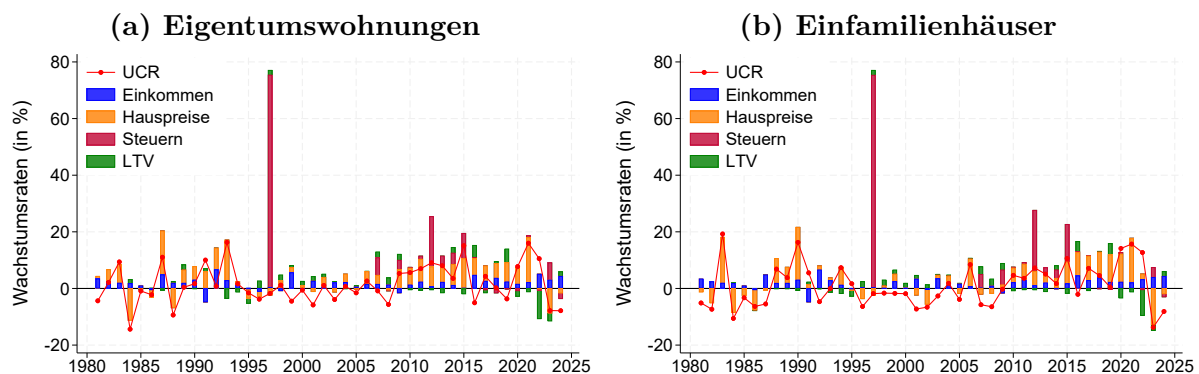 (a) Eigentumswohnungen
Wachstumsraten (in %)
80
60
40
20
0
-20
UCR
Einkommen
Hauspreise
Steuern
LTV
1980 1985 1990 1995 2000 2005 2010 2015 2020 2025
(b) Einfamilienhäuser
Wachstumsraten (in %)
80
60
40
20
0
-20
UCR
Einkommen
Hauspreise
Steuern
LTV
1980 1985 1990 1995 2000 2005 2010 2015 2020 2025